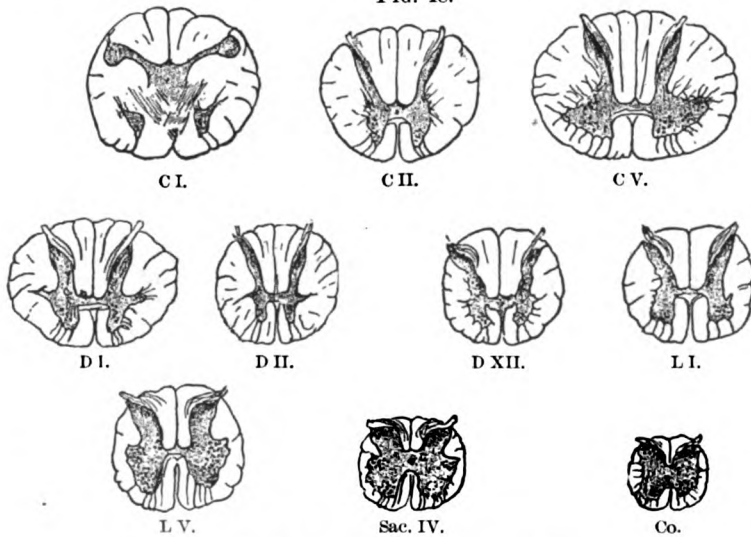 C I. C II. C V.
D I. D II. D XII. L I.
L V. Sac. IV. Co.